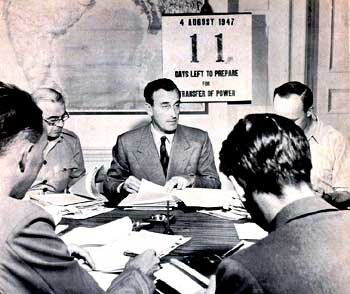 4 AUGUST 1947
11
DAYS LEFT TO PREPARE
FOR
TRANSFER OF POWER